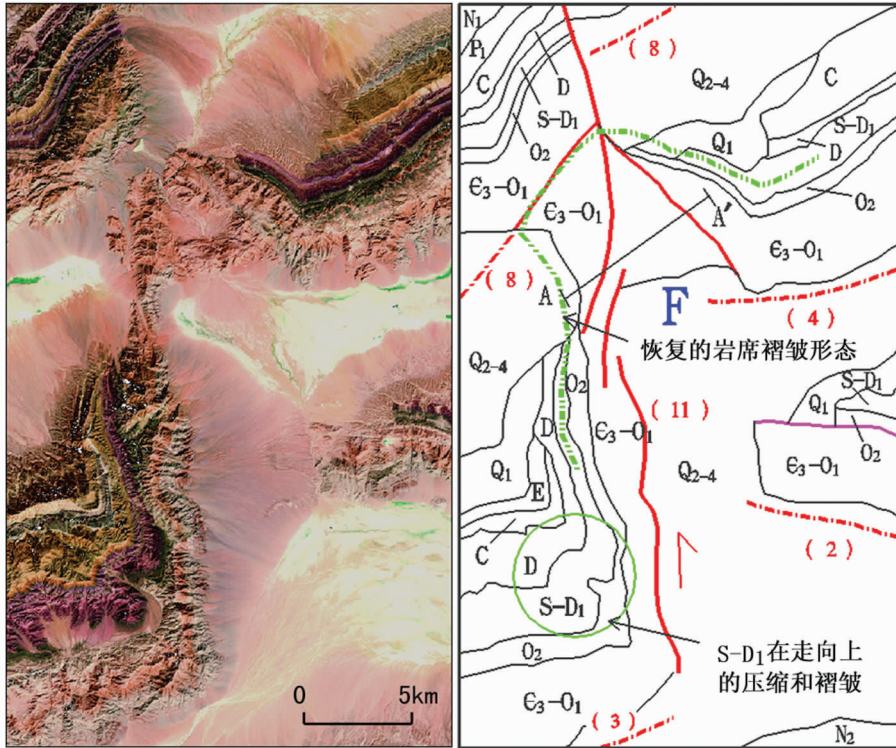 0 5km
N₁
P₁
C
D
S-D₁
O₂
Є₃-O₁
(8)
Q₂₋₄
C
S-D₁
Q₁
D
O₂
Є₃-O₁
A′
Є₃-O₁
(8)
A
F
(4)
恢复的岩席褶皱形态
Q₂₋₄
O₂
S-D₁
Q₁
(11)
D
Є₃-O₁
O₂
Q₂₋₄
Є₃-O₁
Q₁
E
C
(2)
D
S-D₁
O₂
S-D₁在走向上
的压缩和褶皱
Є₃-O₁
(3)
N₂